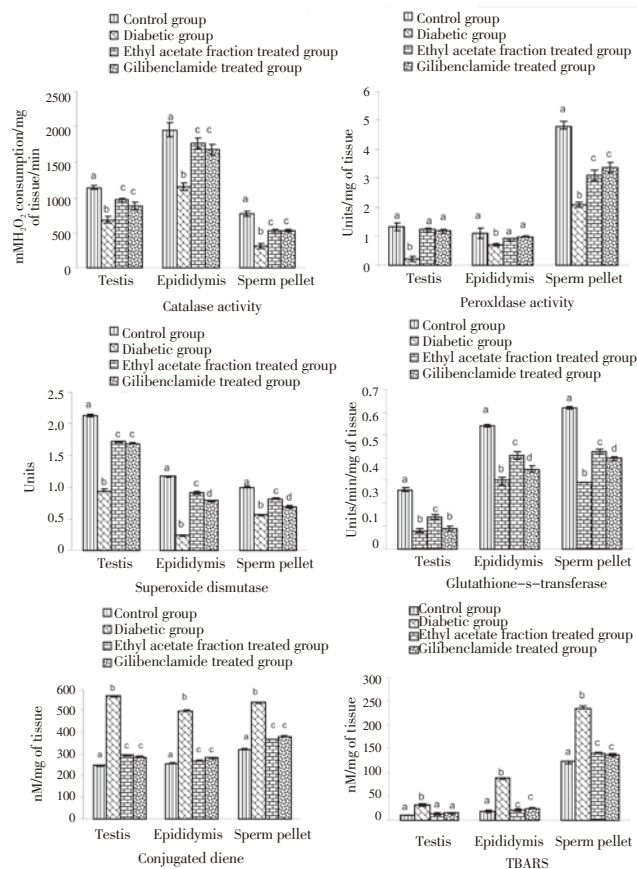 Control group
Diabetic group
Ethyl acetate fraction treated group
Gilibenclamide treated group
mMH2O2 consumption/mg
of tissue/min
2500
2000
1500
1000
500
0
a
b
c
c
a
b
c
c
a
b
c
c
Testis Epididymis Sperm pellet
Catalase activity
Control group
Diabetic group
Ethyl acetate fraction treated group
Gilibenclamide treated group
Units/mg of tissue
6
5
4
3
2
1
0
a
b
a
a
a
b
a
a
a
b
c
c
Testis Epididymis Sperm pellet
Peroxldase activity
Control group
Diabetic group
Ethyl acetate fraction treated group
Gilibenclamide treated group
Units
2.5
2.0
1.5
1.0
0.5
0
a
b
c
c
a
b
c
d
a
b
c
d
Testis Epididymis Sperm pellet
Superoxide dismutase
Control group
Diabetic group
Ethyl acetate fraction treated group
Gilibenclamide treated group
Units/min/mg of tissue
0.7
0.6
0.5
0.4
0.3
0.1
0
a
b
c
b
a
b
c
d
a
b
c
d
Testis Epididymis Sperm pellet
Glutathione-s-transferase
Control group
Diabetic group
Ethyl acetate fraction treated group
Gilibenclamide treated group
nM/mg of tissue
600
500
400
300
200
100
0
a
b
c
c
a
b
c
c
a
b
c
c
Testis Epididymis Sperm pellet
Conjugated diene
Control group
Diabetic group
Ethyl acetate fraction treated group
Gilibenclamide treated group
nM/mg of tissue
300
250
200
150
50
0
a
b
a
a
a
b
c
c
a
b
c
c
Testis Epididymis Sperm pellet
TBARS